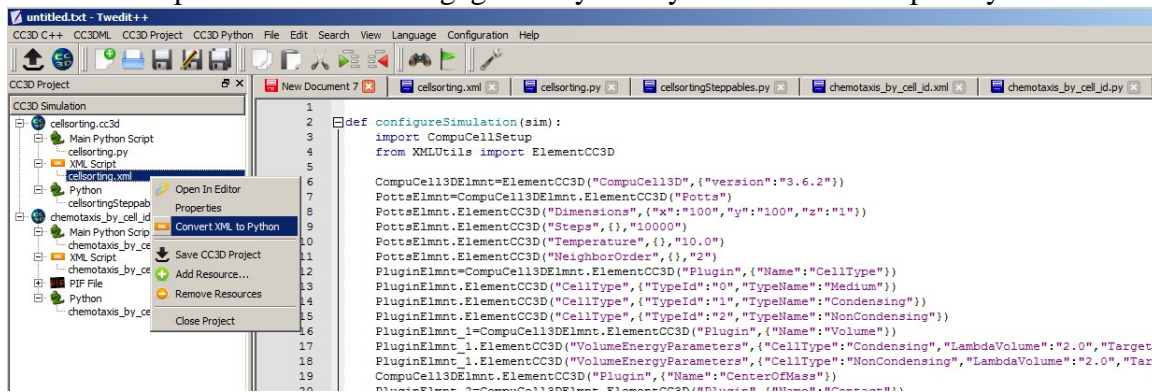 untitled.txt - Twedit++
CC3D C++ CC3DML CC3D Project CC3D Python File Edit Search View Language Configuration Help
CC3D Project
New Document 7 cellsorting.xml cellsorting.py cellsortingSteppables.py chemotaxis_by_cell_id.xml chemotaxis_by_cell_id.py
CC3D Simulation
cellsorting.cc3d
Main Python Script
cellsorting.py
XML Script
cellsorting.xml
Python
cellsortingSteppab
chemotaxis_by_cell_id
Main Python Scrip
chemotaxis_by_ce
XML Script
chemotaxis_by_ce
PIF File
Python
chemotaxis_by_ce
Open In Editor
Properties
Convert XML to Python
Save CC3D Project
Add Resource...
Remove Resources
Close Project
1
2 def configureSimulation(sim):
3 import CompuCellSetup
4 from XMLUtils import ElementCC3D
5
6 CompuCell3DElmnt=ElementCC3D("CompuCell3D",{"version":"3.6.2"})
7 PottsElmnt=CompuCell3DElmnt.ElementCC3D("Potts")
8 PottsElmnt.ElementCC3D("Dimensions",{"x":"100","y":"100","z":"1"})
9 PottsElmnt.ElementCC3D("Steps",{},"10000")
10 PottsElmnt.ElementCC3D("Temperature",{},"10.0")
11 PottsElmnt.ElementCC3D("NeighborOrder",{},"2")
12 PluginElmnt=CompuCell3DElmnt.ElementCC3D("Plugin",{"Name":"CellType"})
13 PluginElmnt.ElementCC3D("CellType",{"TypeId":"0","TypeName":"Medium"})
14 PluginElmnt.ElementCC3D("CellType",{"TypeId":"1","TypeName":"Condensing"})
15 PluginElmnt.ElementCC3D("CellType",{"TypeId":"2","TypeName":"NonCondensing"})
16 PluginElmnt_1=CompuCell3DElmnt.ElementCC3D("Plugin",{"Name":"Volume"})
17 PluginElmnt_1.ElementCC3D("VolumeEnergyParameters",{"CellType":"Condensing","LambdaVolume":"2.0","Target
18 PluginElmnt_1.ElementCC3D("VolumeEnergyParameters",{"CellType":"NonCondensing","LambdaVolume":"2.0","Tar
19 CompuCell3DElmnt.ElementCC3D("Plugin",{"Name":"CenterOfMass"})
20 PluginElmnt_2=CompuCell3DElmnt.ElementCC3D("Plugin",{"Name":"Contact"})